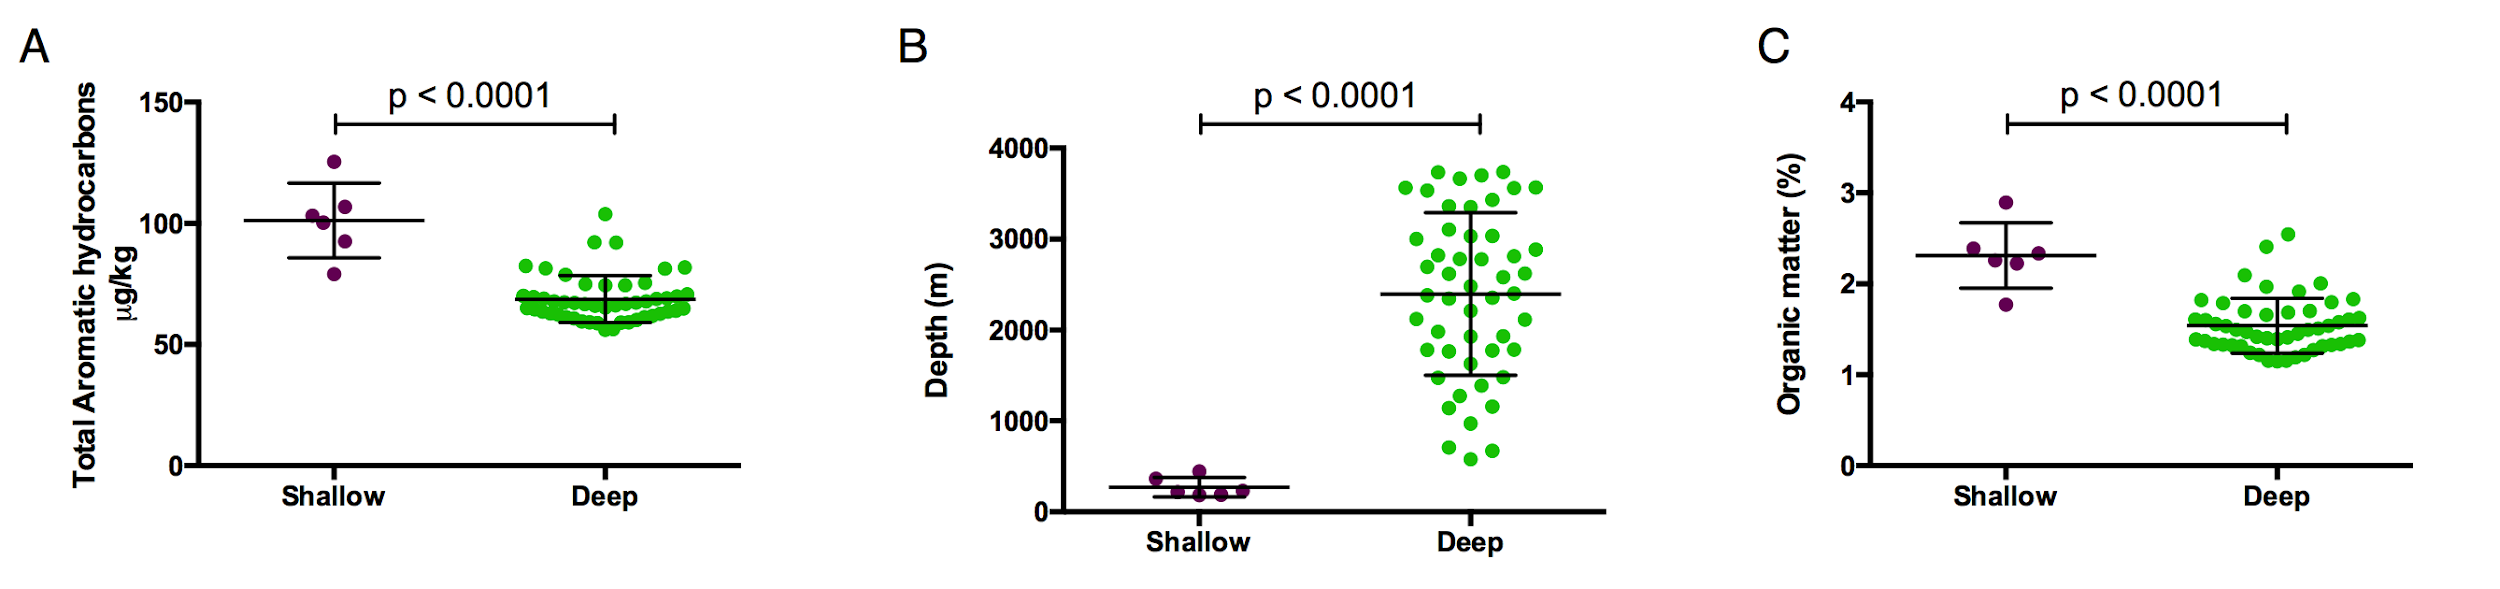 A
p < 0.0001
Total Aromatic hydrocarbons
µg/kg
150
100
50
0
Shallow
Deep
B
p < 0.0001
Depth (m)
4000
3000
2000
1000
0
Shallow
Deep
C
p < 0.0001
Organic matter (%)
4
3
2
1
0
Shallow
Deep